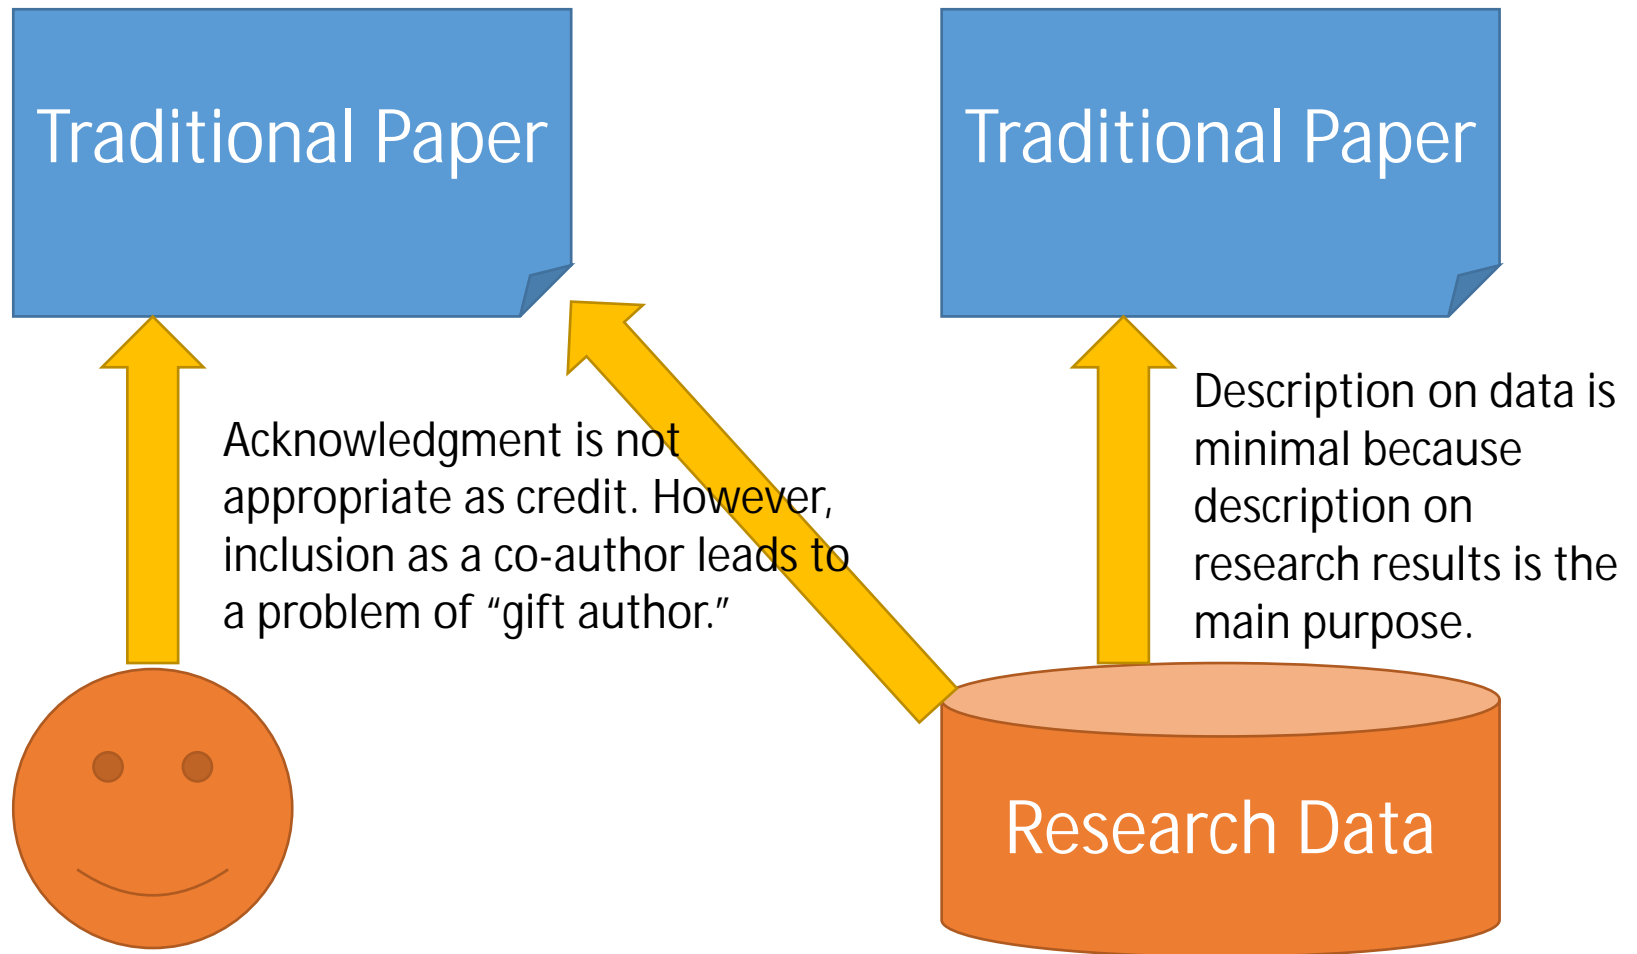 Traditional Paper
Traditional Paper
Acknowledgment is not
appropriate as credit. However,
inclusion as a co-author leads to
a problem of “gift author.”
Description on data is
minimal because
description on
research results is the
main purpose.
Research Data